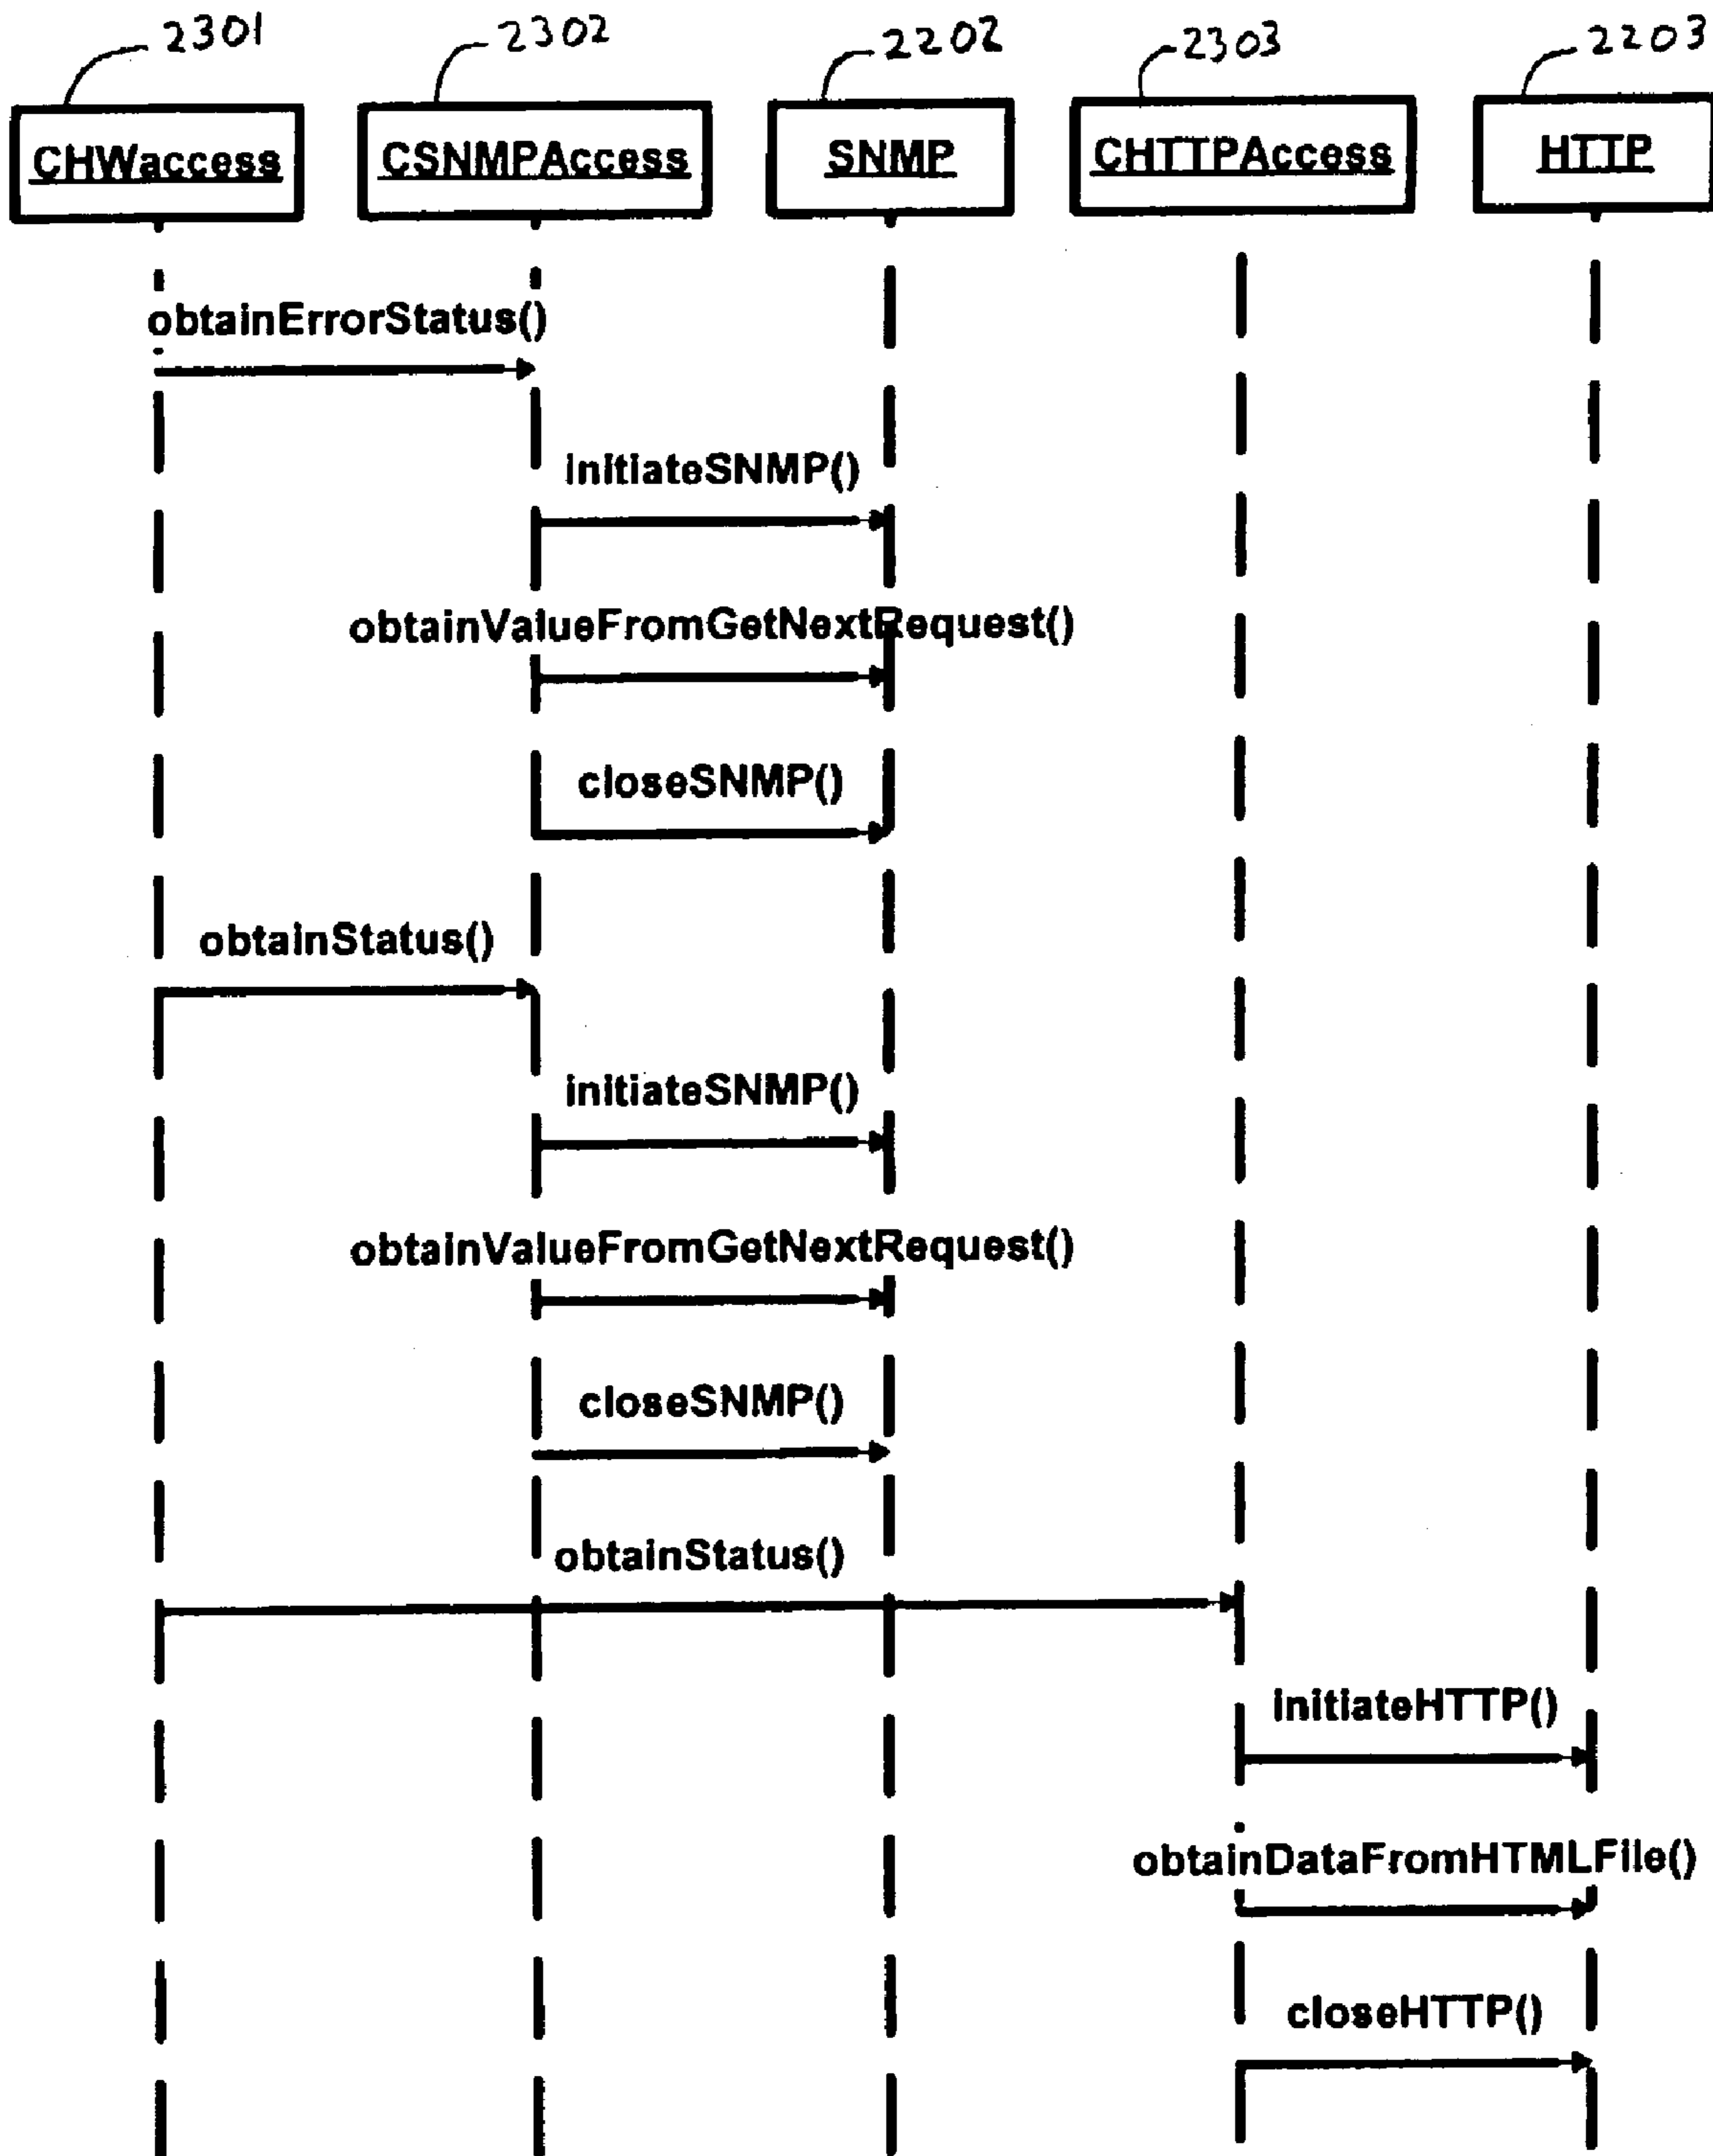 2301 2302 2202 2303 2203
CHWaccess CSNMPAccess SNMP CHTTPAccess HTTP
obtainErrorStatus()
initiateSNMP()
obtainValueFromGetNextRequest()
closeSNMP()
obtainStatus()
initiateSNMP()
obtainValueFromGetNextRequest()
closeSNMP()
obtainStatus()
initiateHTTP()
obtainDataFromHTMLFile()
closeHTTP()